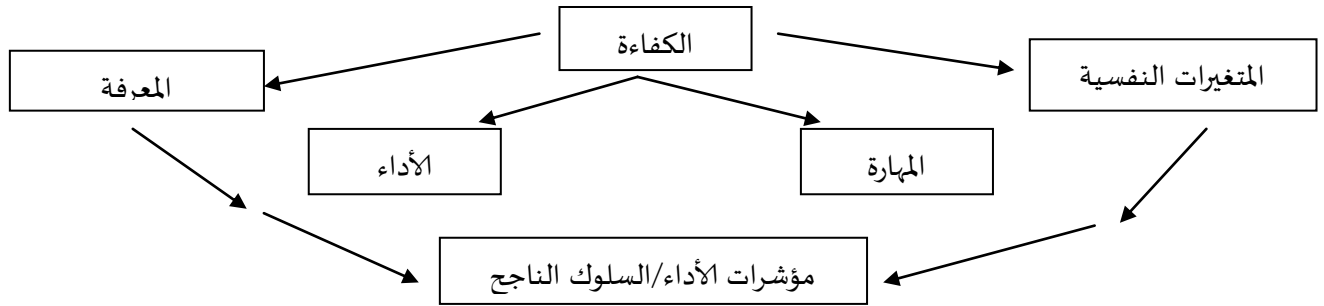 الكفاءة
المتغيرات النفسية
المعرفة
المهارة
الأداء
مؤشرات الأداء/السلوك الناجح